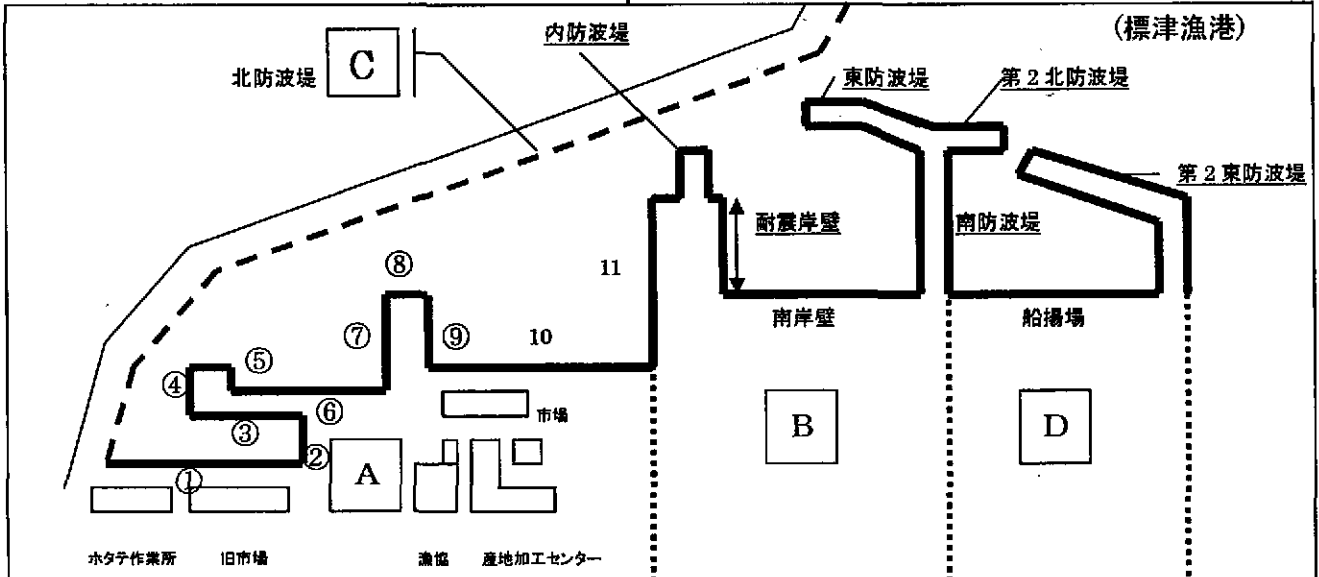 (標津漁港)
内防波堤
北防波堤
C
東防波堤
第2北防波堤
第2東防波堤
耐震岸壁
南防波堤
⑧
11
南岸壁
船揚場
⑦
⑨
10
⑤
④
⑥
市場
③
②
①
A
B
D
ホタテ作業所
旧市場
漁協
産地加工センター